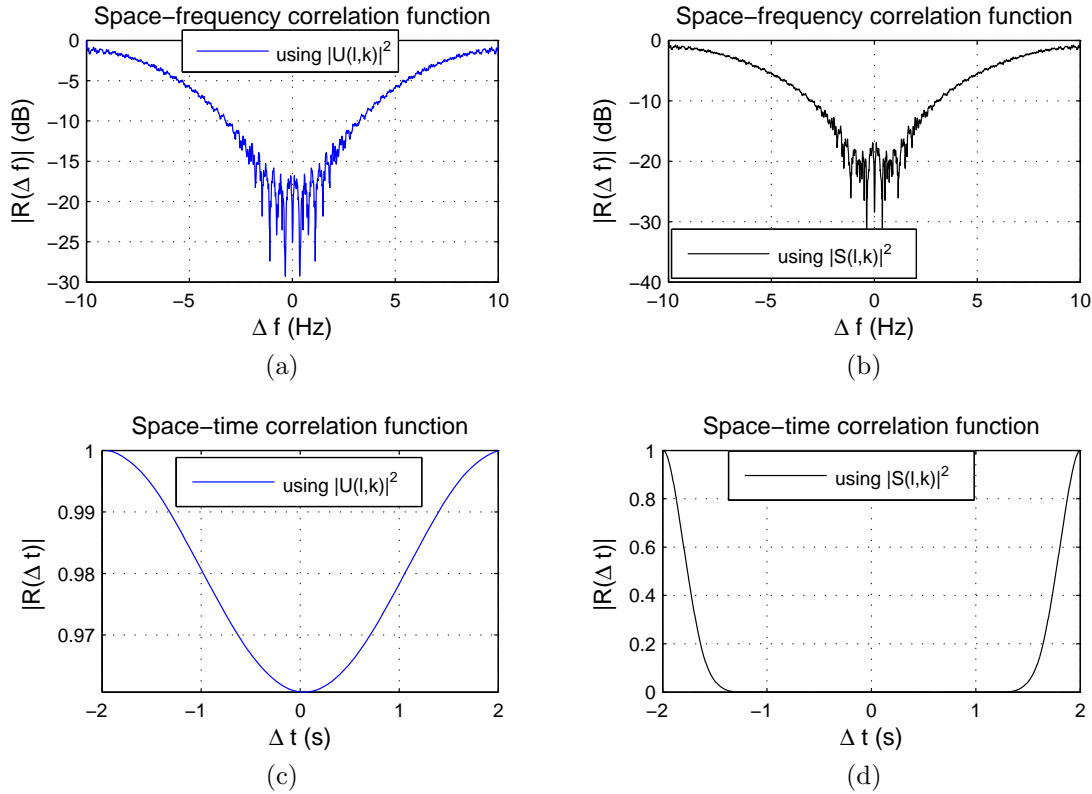 Space−frequency correlation function
using |U(l,k)|²
|R(Δ f)| (dB)
0
−5
−10
−15
−20
−25
−30
−10
−5
0
5
10
Δ f (Hz)
(a)
Space−frequency correlation function
using |S(l,k)|²
|R(Δ f)| (dB)
0
−10
−20
−30
−40
−10
−5
0
5
10
Δ f (Hz)
(b)
Space−time correlation function
using |U(l,k)|²
|R(Δ t)|
1
0.99
0.98
0.97
−2
−1
0
1
2
Δ t (s)
(c)
Space−time correlation function
using |S(l,k)|²
|R(Δ t)|
1
0.8
0.6
0.4
0.2
0
−2
−1
0
1
2
Δ t (s)
(d)